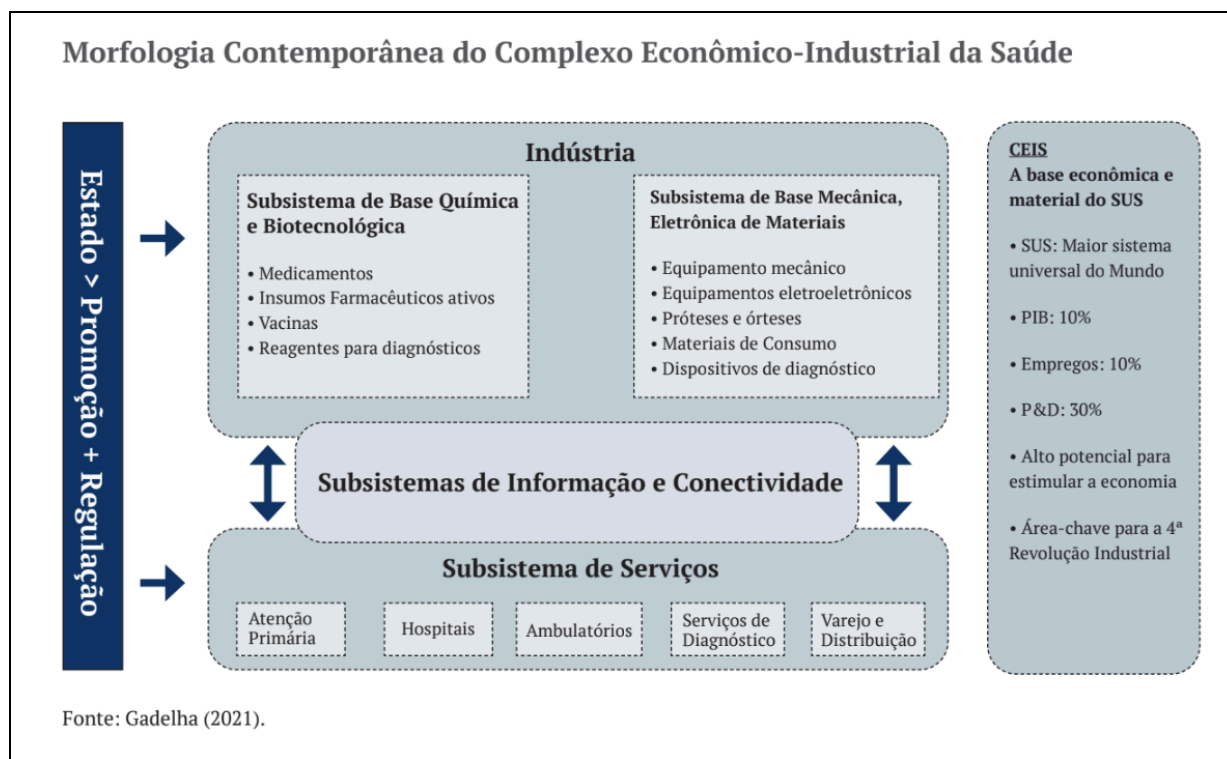 Morfologia Contemporânea do Complexo Econômico-Industrial da Saúde
Estado > Promoção + Regulação
Indústria
Subsistema de Base Química
e Biotecnológica
• Medicamentos
• Insumos Farmacêuticos ativos
• Vacinas
• Reagentes para diagnósticos
Subsistema de Base Mecânica,
Eletrônica de Materiais
• Equipamento mecânico
• Equipamentos eletroeletrônicos
• Próteses e órteses
• Materiais de Consumo
• Dispositivos de diagnóstico
Subsistemas de Informação e Conectividade
Subsistema de Serviços
Atenção
Primária
Hospitais
Ambulatórios
Serviços de
Diagnóstico
Varejo e
Distribuição
CEIS
A base econômica e
material do SUS
• SUS: Maior sistema
universal do Mundo
• PIB: 10%
• Empregos: 10%
• P&D: 30%
• Alto potencial para
estimular a economia
• Área-chave para a 4ª
Revolução Industrial
Fonte: Gadelha (2021).